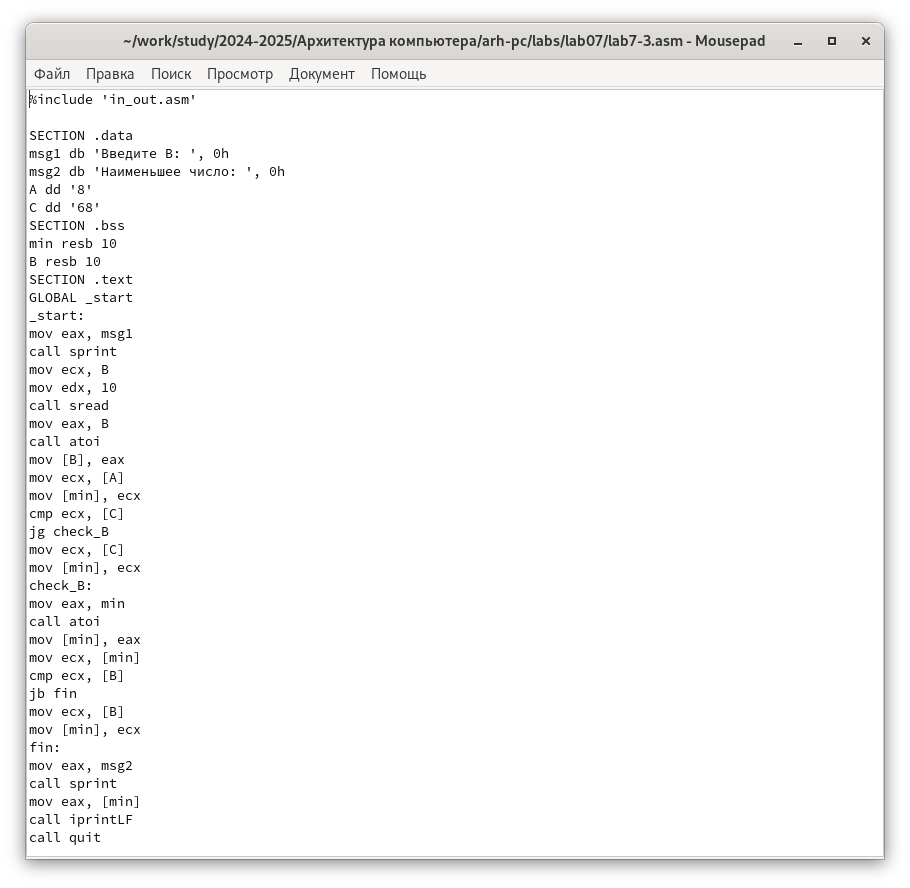 ~/work/study/2024-2025/Архитектура компьютера/arh-pc/labs/lab07/lab7-3.asm - Mousepad
Файл Правка Поиск Просмотр Документ Помощь
%include 'in_out.asm'
SECTION .data
msg1 db 'Введите В: ', 0h
msg2 db 'Наименьшее число: ', 0h
A dd '8'
C dd '68'
SECTION .bss
min resb 10
B resb 10
SECTION .text
GLOBAL _start
_start:
mov eax, msg1
call sprint
mov ecx, B
mov edx, 10
call sread
mov eax, B
call atoi
mov [B], eax
mov ecx, [A]
mov [min], ecx
cmp ecx, [C]
jg check_B
mov ecx, [C]
mov [min], ecx
check_B:
mov eax, min
call atoi
mov [min], eax
mov ecx, [min]
cmp ecx, [B]
jb fin
mov ecx, [B]
mov [min], ecx
fin:
mov eax, msg2
call sprint
mov eax, [min]
call iprintLF
call quit